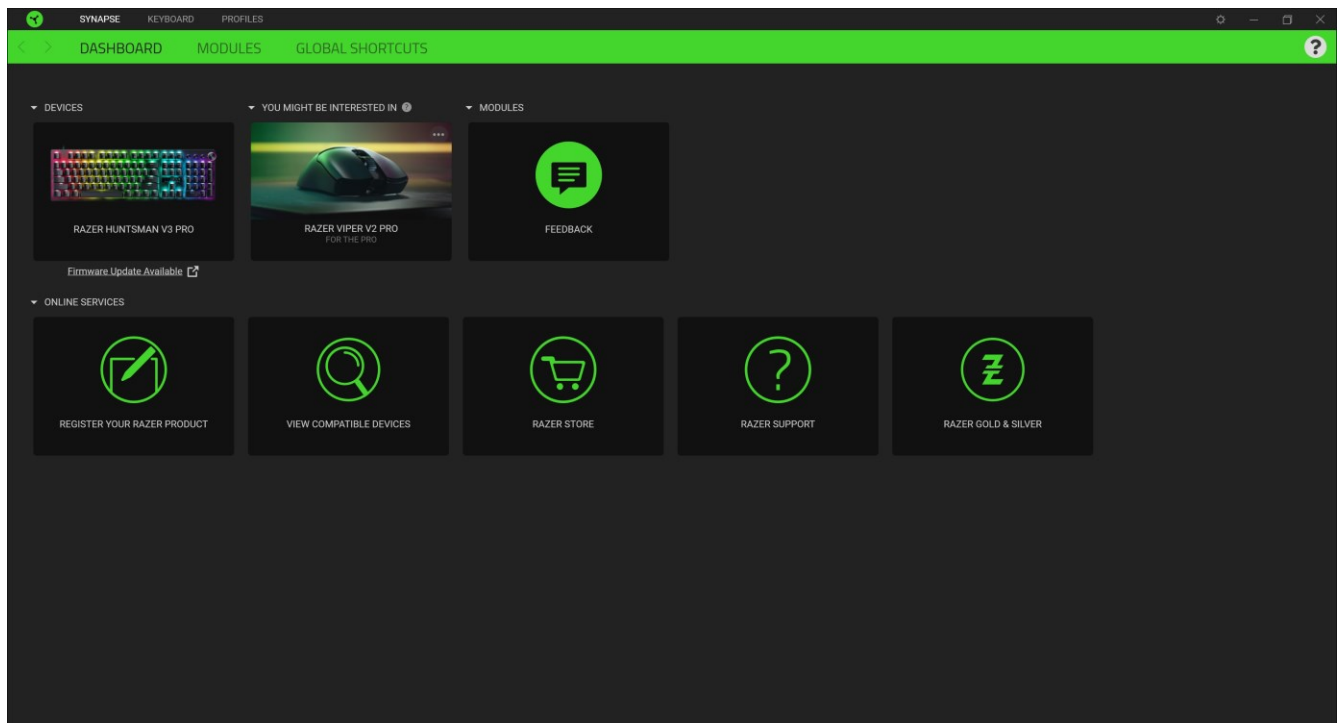 SYNAPSE KEYBOARD PROFILES
DASHBOARD MODULES GLOBAL SHORTCUTS
?
DEVICES
YOU MIGHT BE INTERESTED IN ?
MODULES
RAZER HUNTSMAN V3 PRO
Firmware Update Available
RAZER VIPER V2 PRO
FOR THE PRO
FEEDBACK
ONLINE SERVICES
REGISTER YOUR RAZER PRODUCT
VIEW COMPATIBLE DEVICES
RAZER STORE
?
RAZER SUPPORT
RAZER GOLD & SILVER